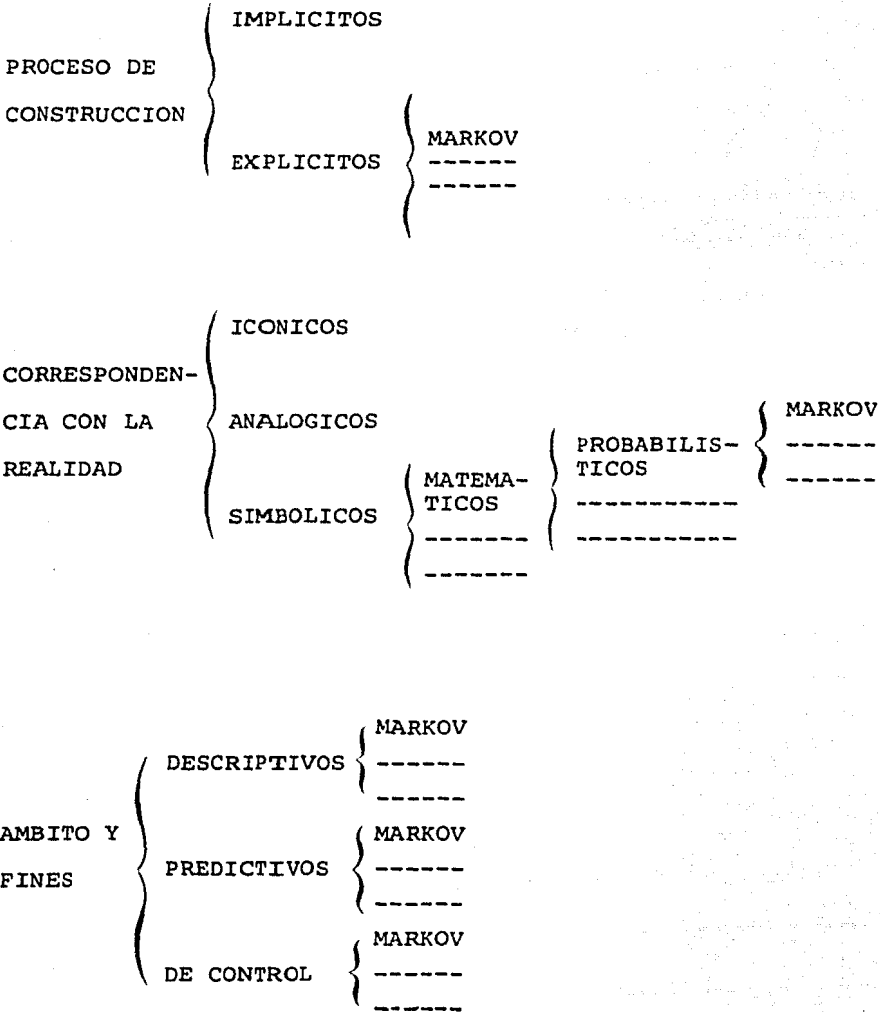 IMPLICITOS
PROCESO DE
CONSTRUCCION
EXPLICITOS
MARKOV
------
------
ICONICOS
CORRESPONDEN-
CIA CON LA
REALIDAD
ANALOGICOS
SIMBOLICOS
MATEMA-
TICOS
-------
-------
PROBABILIS-
TICOS
-----------
-----------
MARKOV
------
------
AMBITO Y
FINES
DESCRIPTIVOS
MARKOV
------
------
PREDICTIVOS
MARKOV
------
------
DE CONTROL
MARKOV
------
------